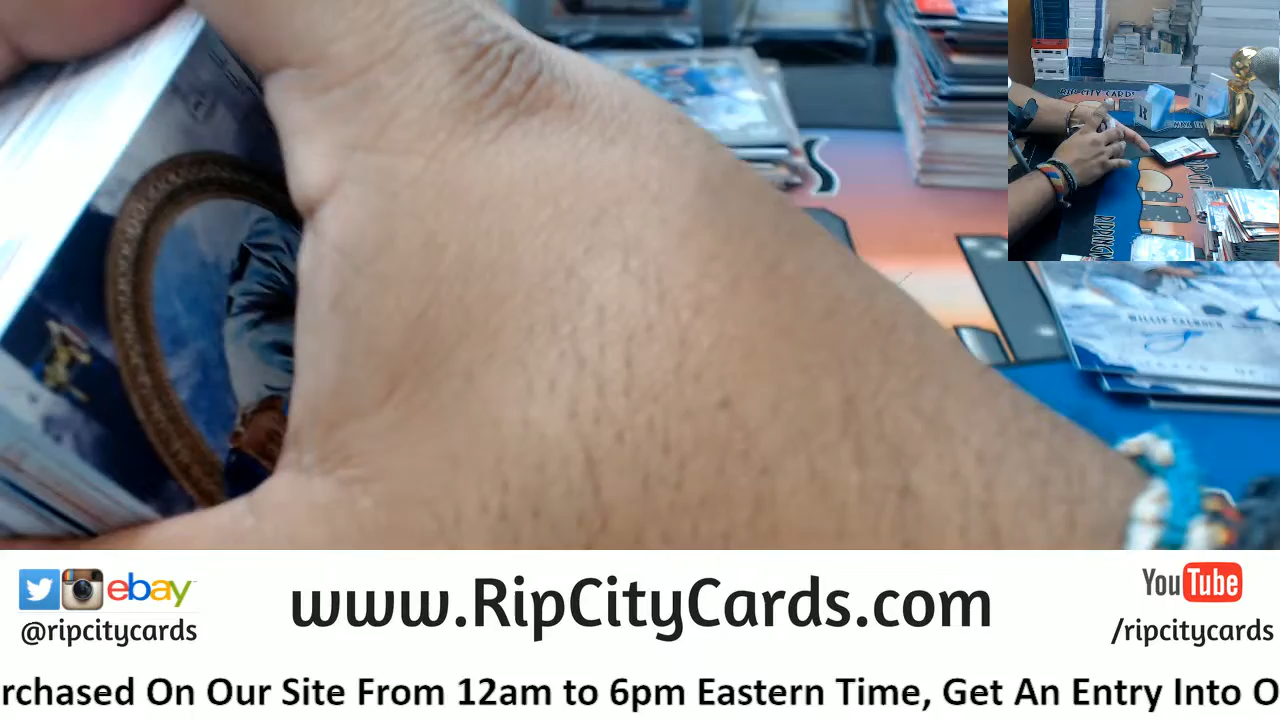 RIP CITY CARDS
R
T
WILLIE CALHOUN
ebay
@ripcitycards
www.RipCityCards.com
YouTube
/ripcitycards
rchased On Our Site From 12am to 6pm Eastern Time, Get An Entry Into O